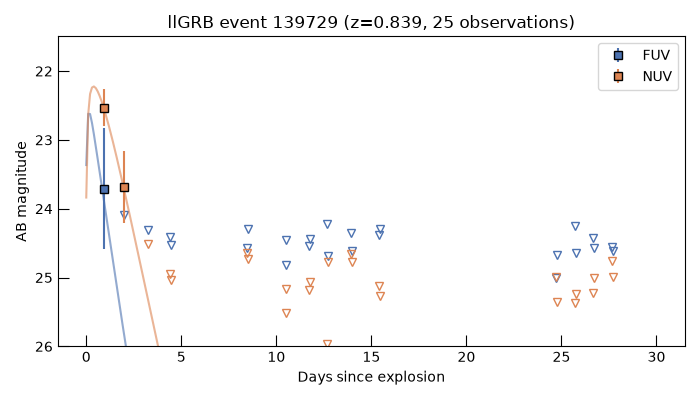 llGRB event 139729 (z=0.839, 25 observations)
FUV
NUV
AB magnitude
22
23
24
25
26
0
5
10
15
20
25
30
Days since explosion